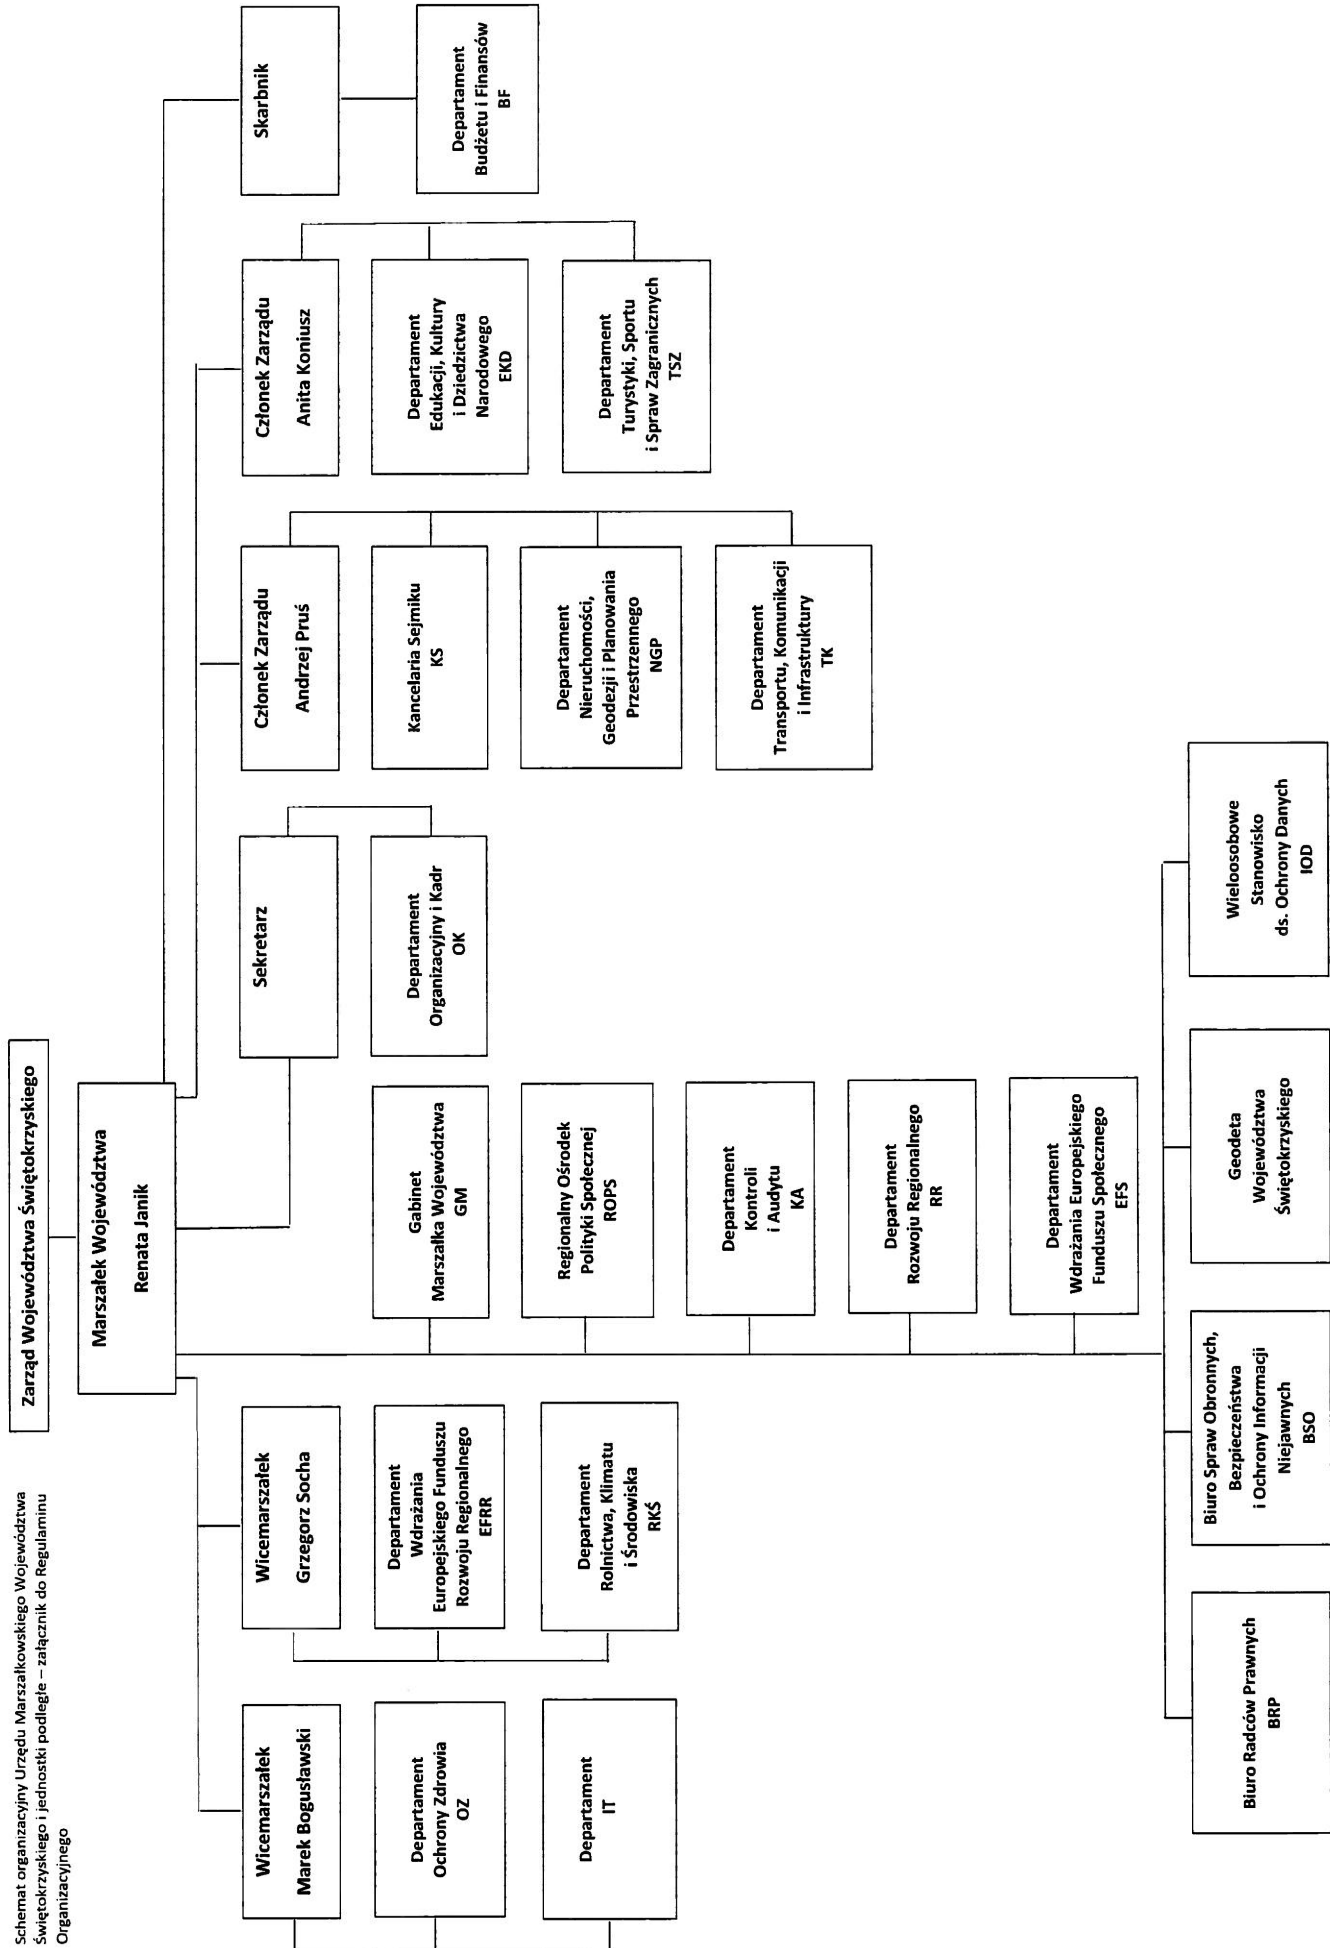 Schemat organizacyjny Urzędu Marszałkowskiego Województwa
Świętokrzyskiego i jednostki podległe – załącznik do Regulaminu
Organizacyjnego
Zarząd Województwa Świętokrzyskiego
Marszałek Województwa
Renata Janik
Wicemarszałek
Marek Bogusławski
Departament
Ochrony Zdrowia
OZ
Departament
IT
Wicemarszałek
Grzegorz Socha
Departament
Wdrażania
Europejskiego Funduszu
Rozwoju Regionalnego
EFRR
Departament
Rolnictwa, Klimatu
i Środowiska
RKŚ
Gabinet
Marszałka Województwa
GM
Regionalny Ośrodek
Polityki Społecznej
ROPS
Departament
Kontroli
i Audytu
KA
Departament
Rozwoju Regionalnego
RR
Departament
Wdrażania Europejskiego
Funduszu Społecznego
EFS
Sekretarz
Departament
Organizacyjny i Kadr
OK
Członek Zarządu
Andrzej Pruś
Kancelaria Sejmiku
KS
Departament
Nieruchomości,
Geodezji i Planowania
Przestrzennego
NGP
Departament
Transportu, Komunikacji
i Infrastruktury
TK
Członek Zarządu
Anita Koniusz
Departament
Edukacji, Kultury
i Dziedzictwa
Narodowego
EKD
Departament
Turystyki, Sportu
i Spraw Zagranicznych
TSZ
Skarbnik
Departament
Budżetu i Finansów
BF
Biuro Radców Prawnych
BRP
Biuro Spraw Obronnych,
Bezpieczeństwa
i Ochrony Informacji
Niejawnych
BSO
Geodeta
Województwa
Świętokrzyskiego
Wieloosobowe
Stanowisko
ds. Ochrony Danych
IOD